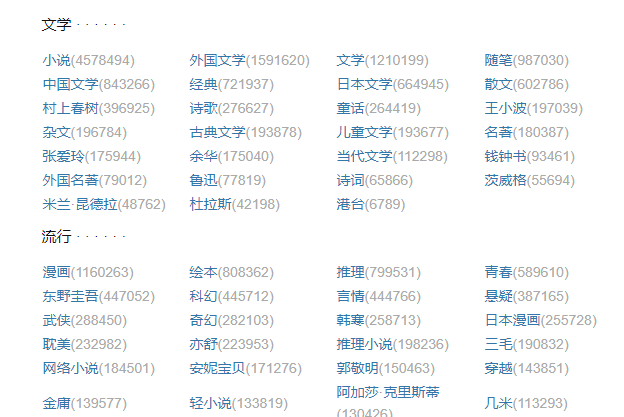 文学 · · · · · ·
小说(4578494) 外国文学(1591620) 文学(1210199) 随笔(987030)
中国文学(843266) 经典(721937) 日本文学(664945) 散文(602786)
村上春树(396925) 诗歌(276627) 童话(264419) 王小波(197039)
杂文(196784) 古典文学(193878) 儿童文学(193677) 名著(180387)
张爱玲(175944) 余华(175040) 当代文学(112298) 钱钟书(93461)
外国名著(79012) 鲁迅(77819) 诗词(65866) 茨威格(55694)
米兰·昆德拉(48762) 杜拉斯(42198) 港台(6789)
流行 · · · · · ·
漫画(1160263) 绘本(808362) 推理(799531) 青春(589610)
东野圭吾(447052) 科幻(445712) 言情(444766) 悬疑(387165)
武侠(288450) 奇幻(282103) 韩寒(258713) 日本漫画(255728)
耽美(232982) 亦舒(223953) 推理小说(198236) 三毛(190832)
网络小说(184501) 安妮宝贝(171276) 郭敬明(150463) 穿越(143851)
金庸(139577) 轻小说(133819) 阿加莎·克里斯蒂 几米(113293)
(130426)